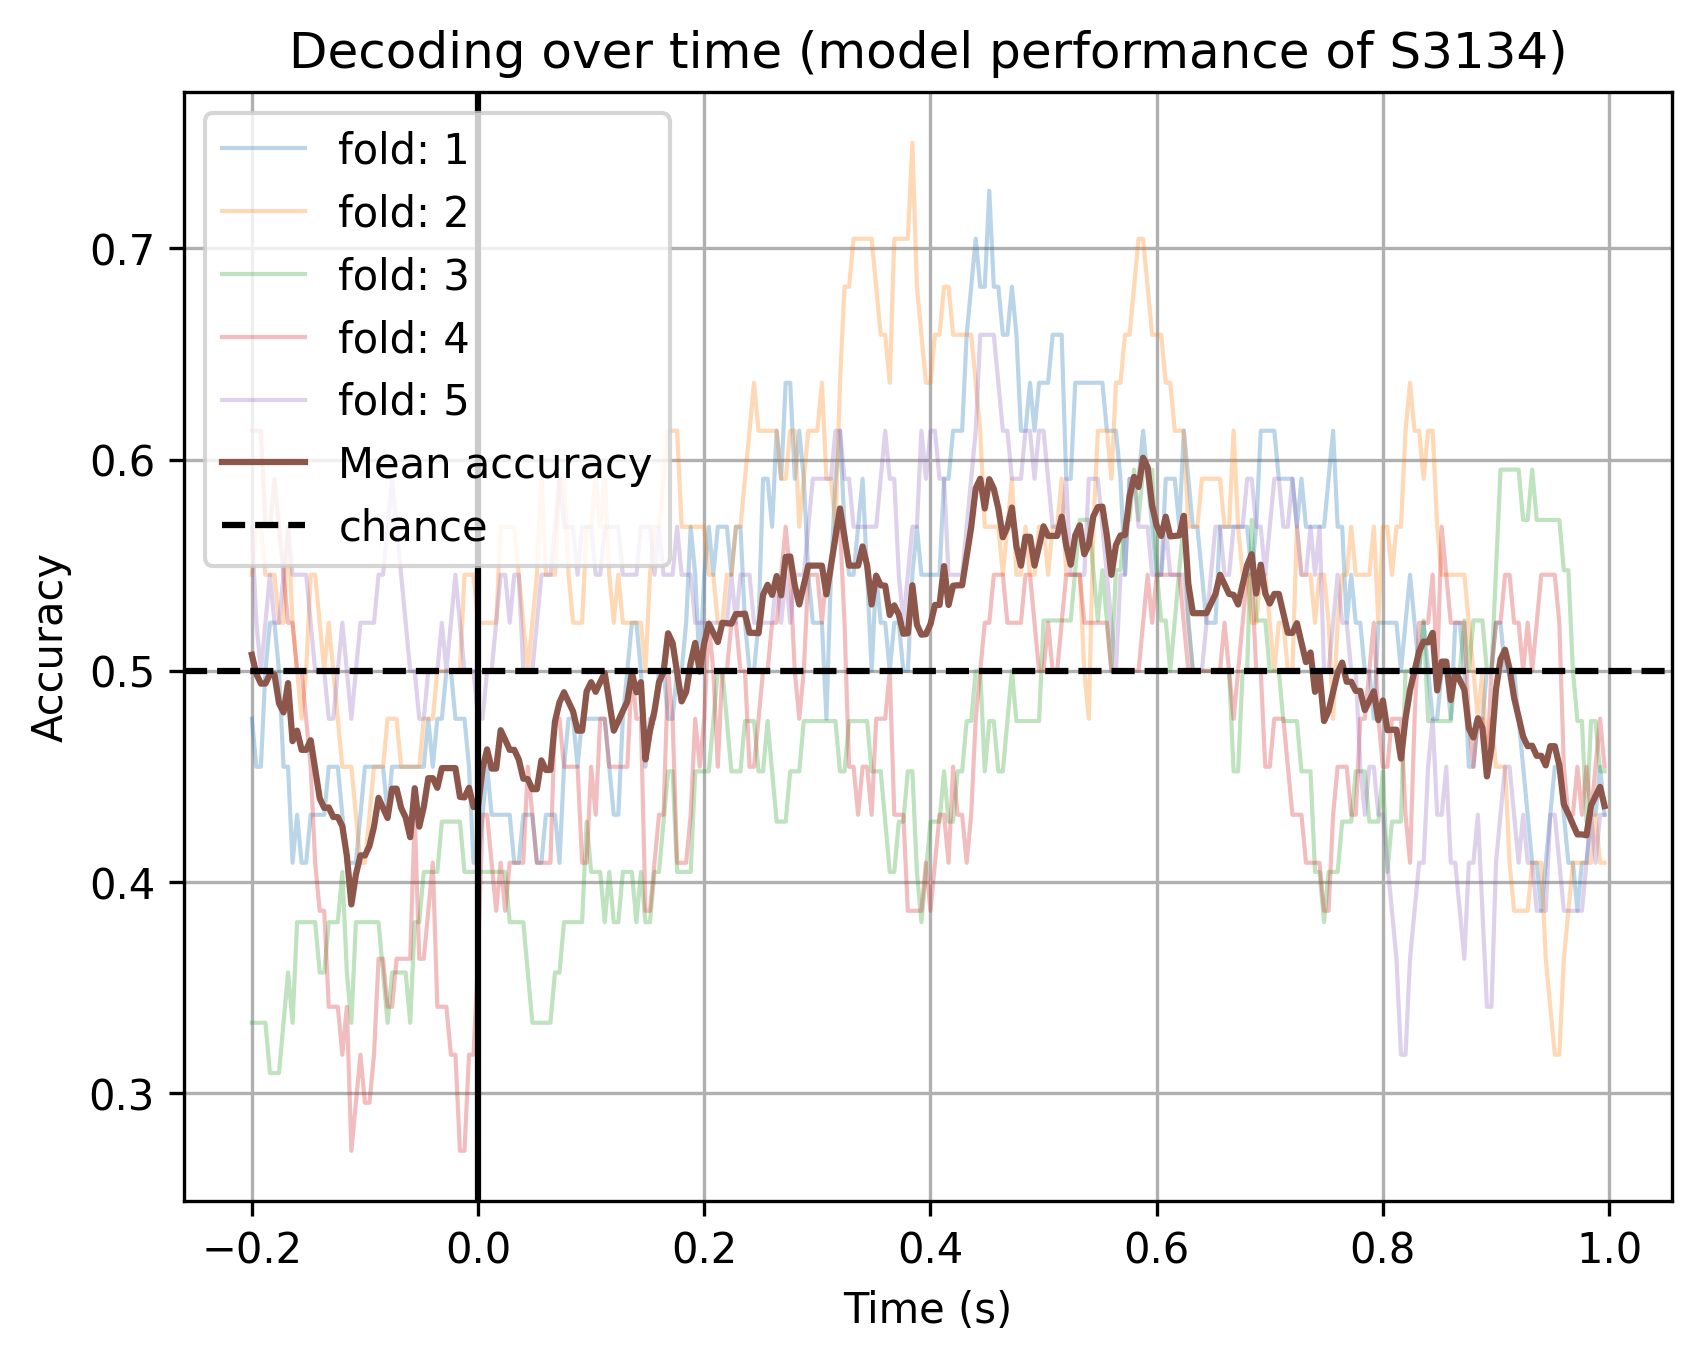 Decoding over time (model performance of S3134)
fold: 1
fold: 2
fold: 3
fold: 4
fold: 5
Mean accuracy
chance
Accuracy
0.7
0.6
0.5
0.4
0.3
−0.2 0.0 0.2 0.4 0.6 0.8 1.0
Time (s)